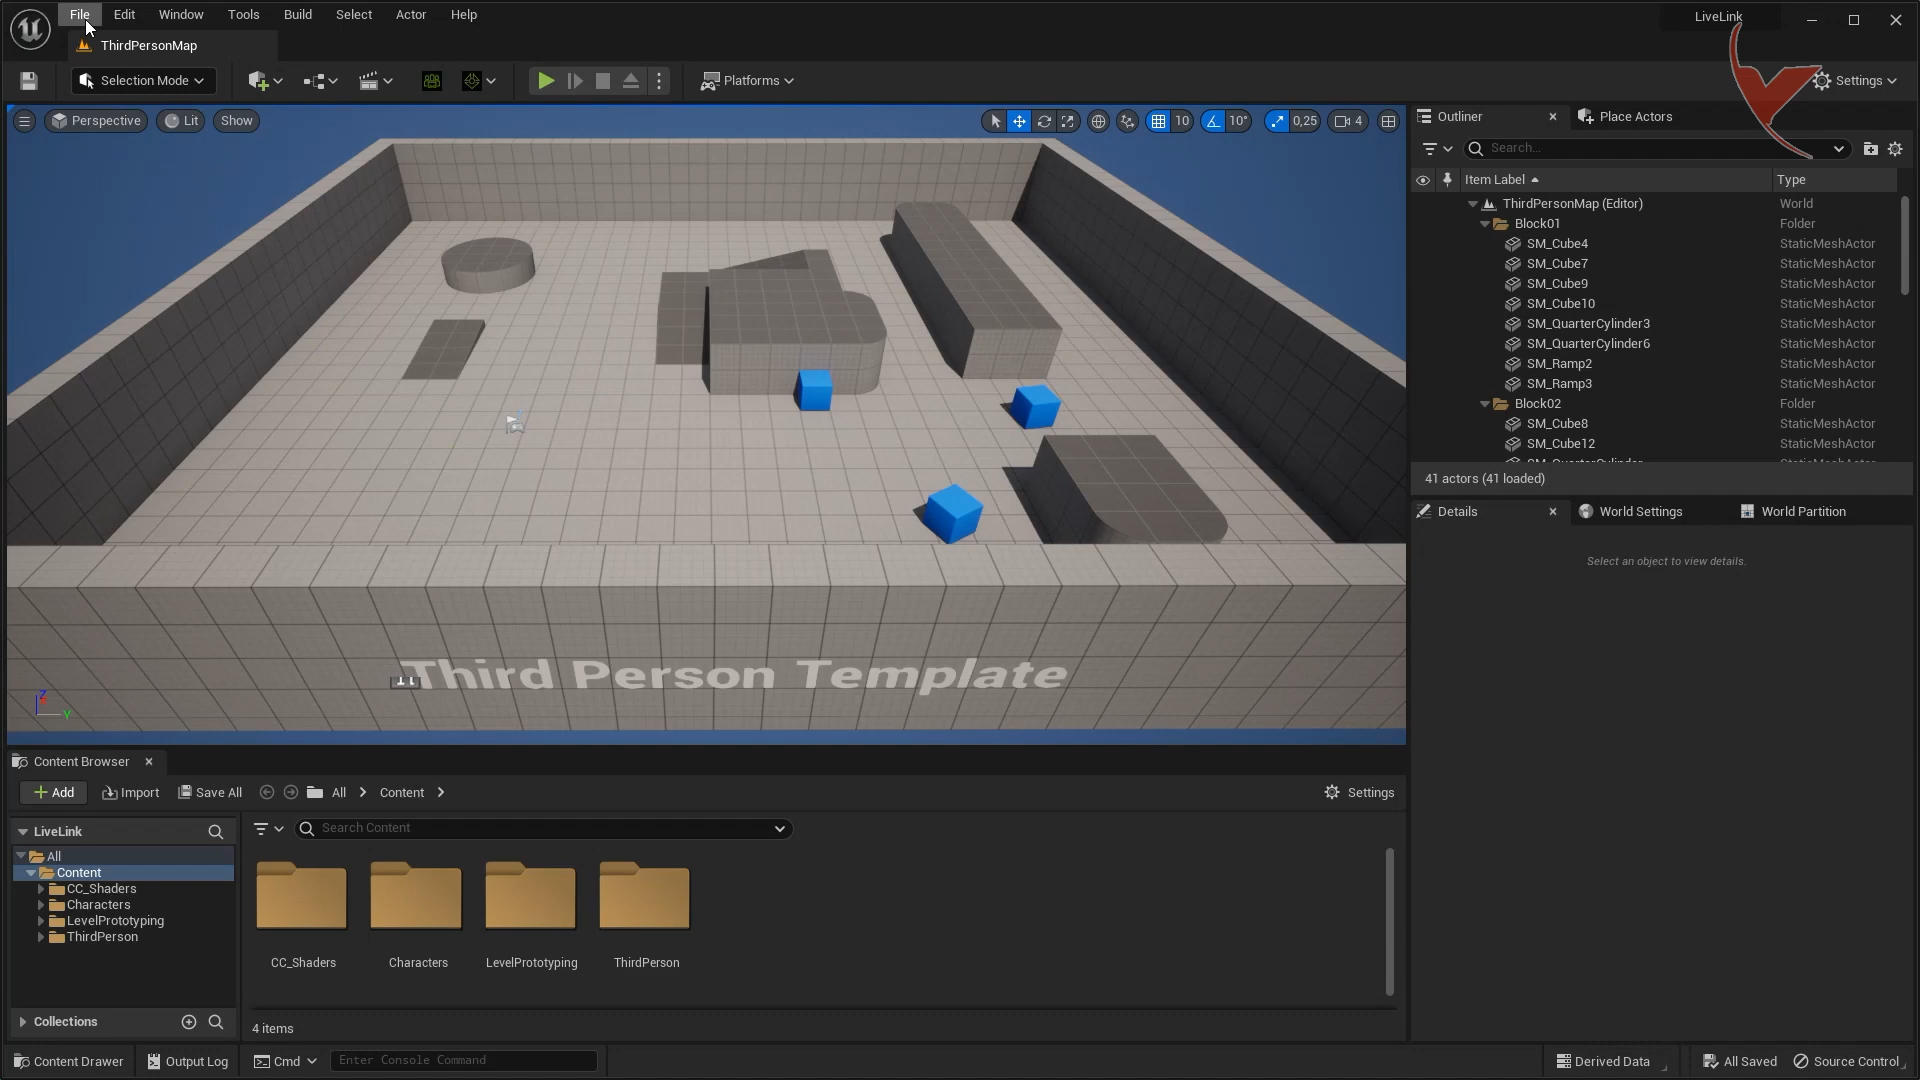 File Edit Window Tools Build Select Actor Help
LiveLink
ThirdPersonMap
Selection Mode
Platforms
Settings
Perspective Lit Show
10 10° 0,25 4
Outliner
Place Actors
Search...
Item Label Type
ThirdPersonMap (Editor) World
Block01 Folder
SM_Cube4 StaticMeshActor
SM_Cube7 StaticMeshActor
SM_Cube9 StaticMeshActor
SM_Cube10 StaticMeshActor
SM_QuarterCylinder3 StaticMeshActor
SM_QuarterCylinder6 StaticMeshActor
SM_Ramp2 StaticMeshActor
SM_Ramp3 StaticMeshActor
Block02 Folder
SM_Cube8 StaticMeshActor
SM_Cube12 StaticMeshActor
SM_QuarterCylinder StaticMeshActor
41 actors (41 loaded)
Details World Settings World Partition
Select an object to view details.
Third Person Template
Z
Y
Content Browser
Add Import Save All All Content Settings
LiveLink
Search Content
All
Content
CC_Shaders
Characters
LevelPrototyping
ThirdPerson
CC_Shaders Characters LevelPrototyping ThirdPerson
Collections
4 items
Content Drawer Output Log Cmd Enter Console Command Derived Data All Saved Source Control